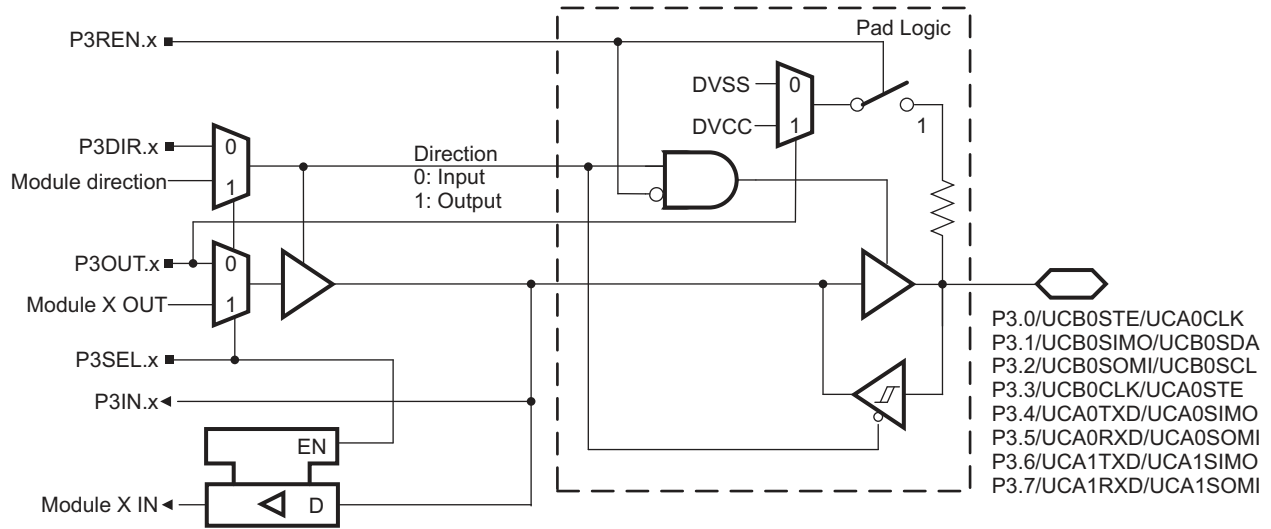 Pad Logic
P3REN.x
DVSS
0
DVCC
1
1
P3DIR.x
0
Direction
0: Input
1: Output
Module direction
1
P3OUT.x
0
Module X OUT
1
P3SEL.x
P3IN.x
EN
Module X IN
D
P3.0/UCB0STE/UCA0CLK
P3.1/UCB0SIMO/UCB0SDA
P3.2/UCB0SOMI/UCB0SCL
P3.3/UCB0CLK/UCA0STE
P3.4/UCA0TXD/UCA0SIMO
P3.5/UCA0RXD/UCA0SOMI
P3.6/UCA1TXD/UCA1SIMO
P3.7/UCA1RXD/UCA1SOMI